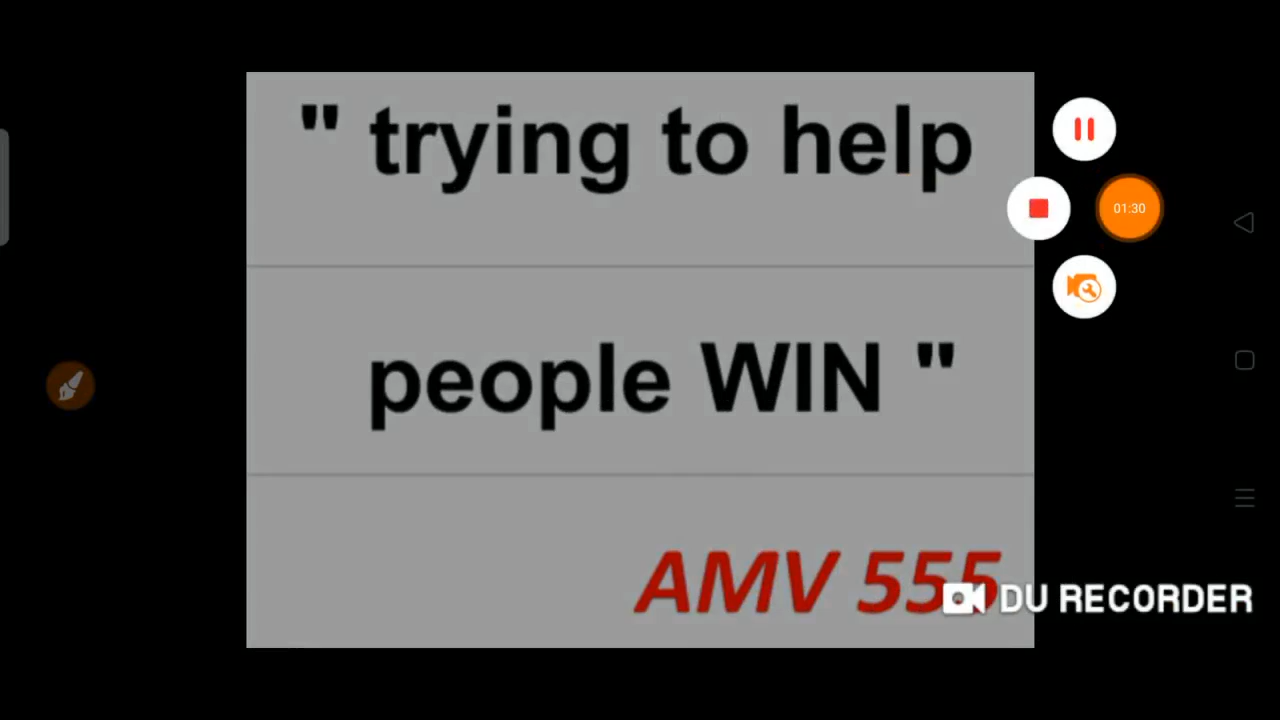 " trying to help
people WIN "
AMV 555
01:30
DU RECORDER